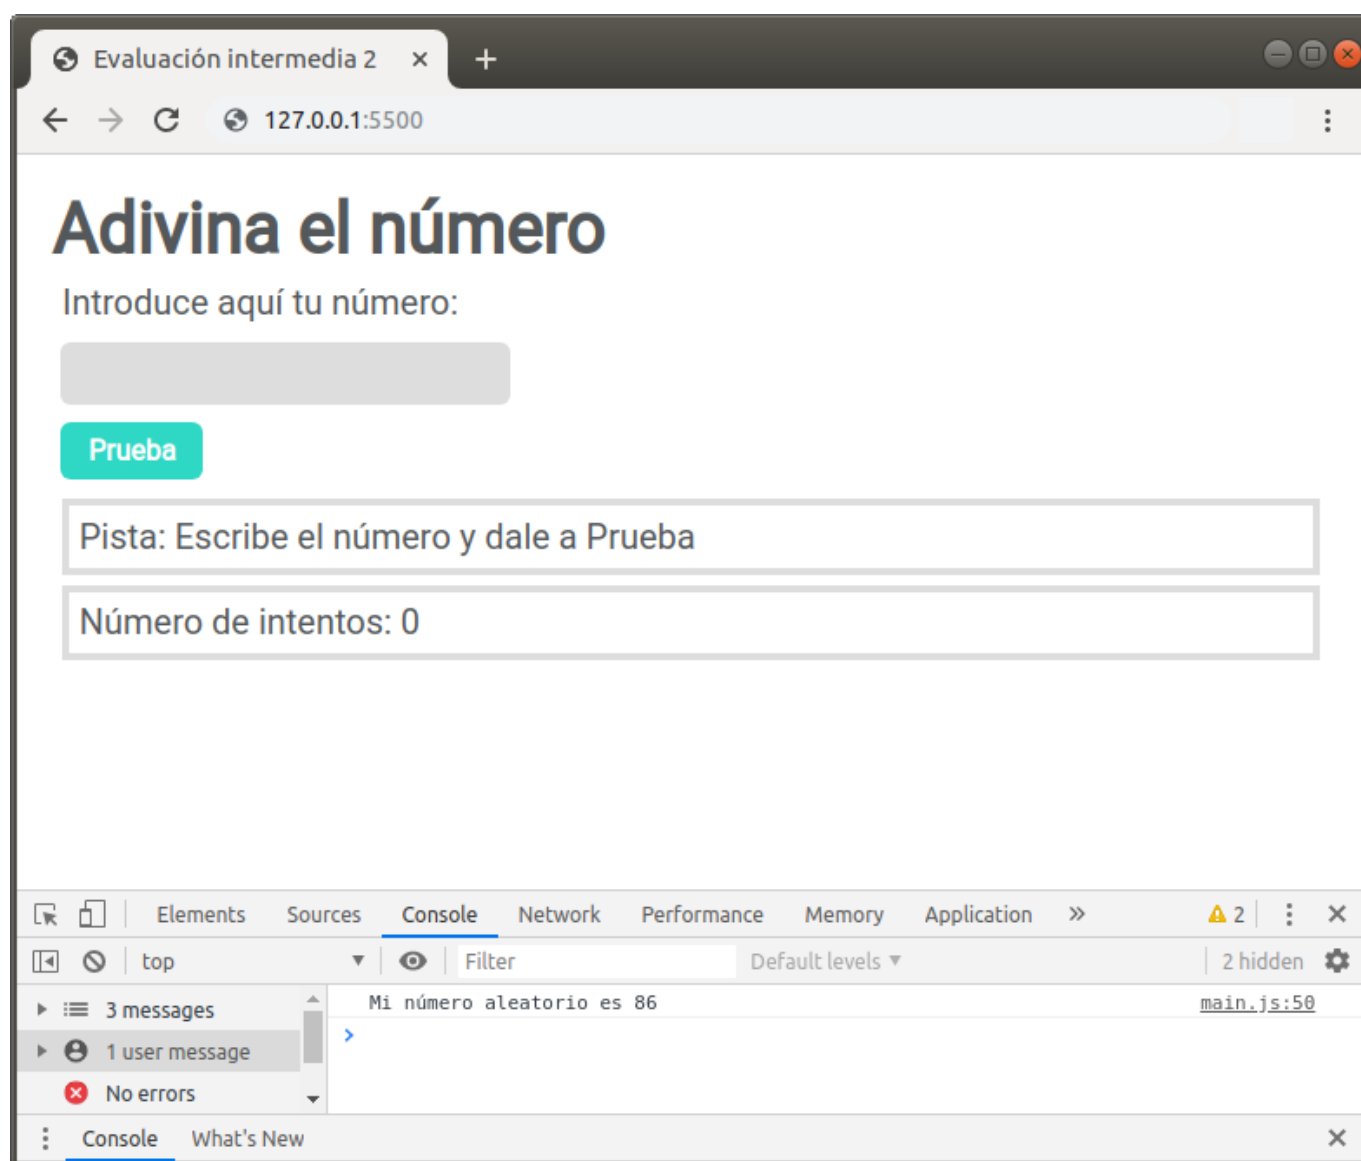 Evaluación intermedia 2
127.0.0.1:5500
Adivina el número
Introduce aquí tu número:
Prueba
Pista: Escribe el número y dale a Prueba
Número de intentos: 0
Elements Sources Console Network Performance Memory Application » 2
top Filter Default levels 2 hidden
3 messages
Mi número aleatorio es 86 main.js:50
1 user message
No errors
Console What's New